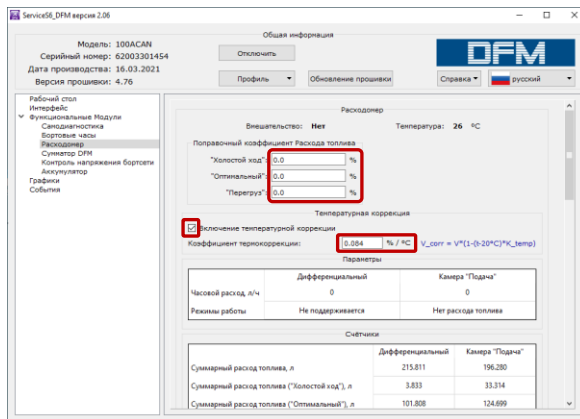 ServiceS6_DFM версия 2.06
Общая информация
Модель: 100ACAN
Серийный номер: 62003301454
Дата производства: 16.03.2021
Версия прошивки: 4.76
Отключить
Профиль
Обновление прошивки
DFM
Справка
русский
Рабочий стол
Интерфейс
Функциональные Модули
Самодиагностика
Бортовые часы
Расходомер
Сумматор DFM
Контроль напряжения бортсети
Аккумулятор
Графики
События
Расходомер
Вмешательство: Нет Температура: 26 °C
Поправочный коэффициент Расхода топлива
"Холостой ход": 0.0 %
"Оптимальный": 0.0 %
"Перегруз": 0.0 %
Температурная коррекция
Включение температурной коррекции
Коэффициент термокоррекции: 0.084 % / °C V_corr = V*(1-(t-20°C)*K_temp)
Параметры
Дифференциальный Камера "Подача"
Часовой расход, л/ч 0 0
Режимы работы Не поддерживается Нет расхода топлива
Счётчики
Дифференциальный Камера "Подача"
Суммарный расход топлива, л 215.811 196.280
Суммарный расход топлива ("Холостой ход"), л 3.833 33.314
Суммарный расход топлива ("Оптимальный"), л 101.808 124.699